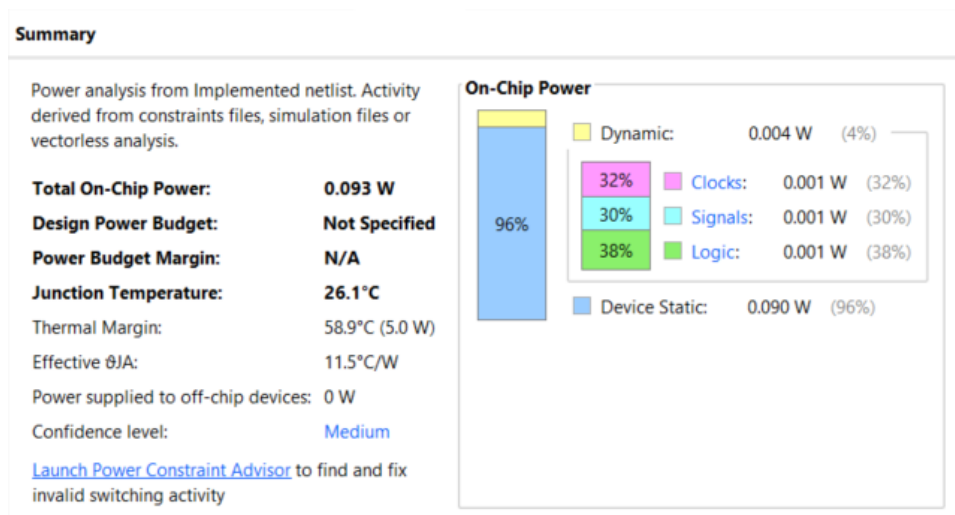 Summary
Power analysis from Implemented netlist. Activity
derived from constraints files, simulation files or
vectorless analysis.
Total On-Chip Power: 0.093 W
Design Power Budget: Not Specified
Power Budget Margin: N/A
Junction Temperature: 26.1°C
Thermal Margin: 58.9°C (5.0 W)
Effective ϑJA: 11.5°C/W
Power supplied to off-chip devices: 0 W
Confidence level: Medium
Launch Power Constraint Advisor to find and fix
invalid switching activity
On-Chip Power
96%
Dynamic: 0.004 W (4%)
32% Clocks: 0.001 W (32%)
30% Signals: 0.001 W (30%)
38% Logic: 0.001 W (38%)
Device Static: 0.090 W (96%)